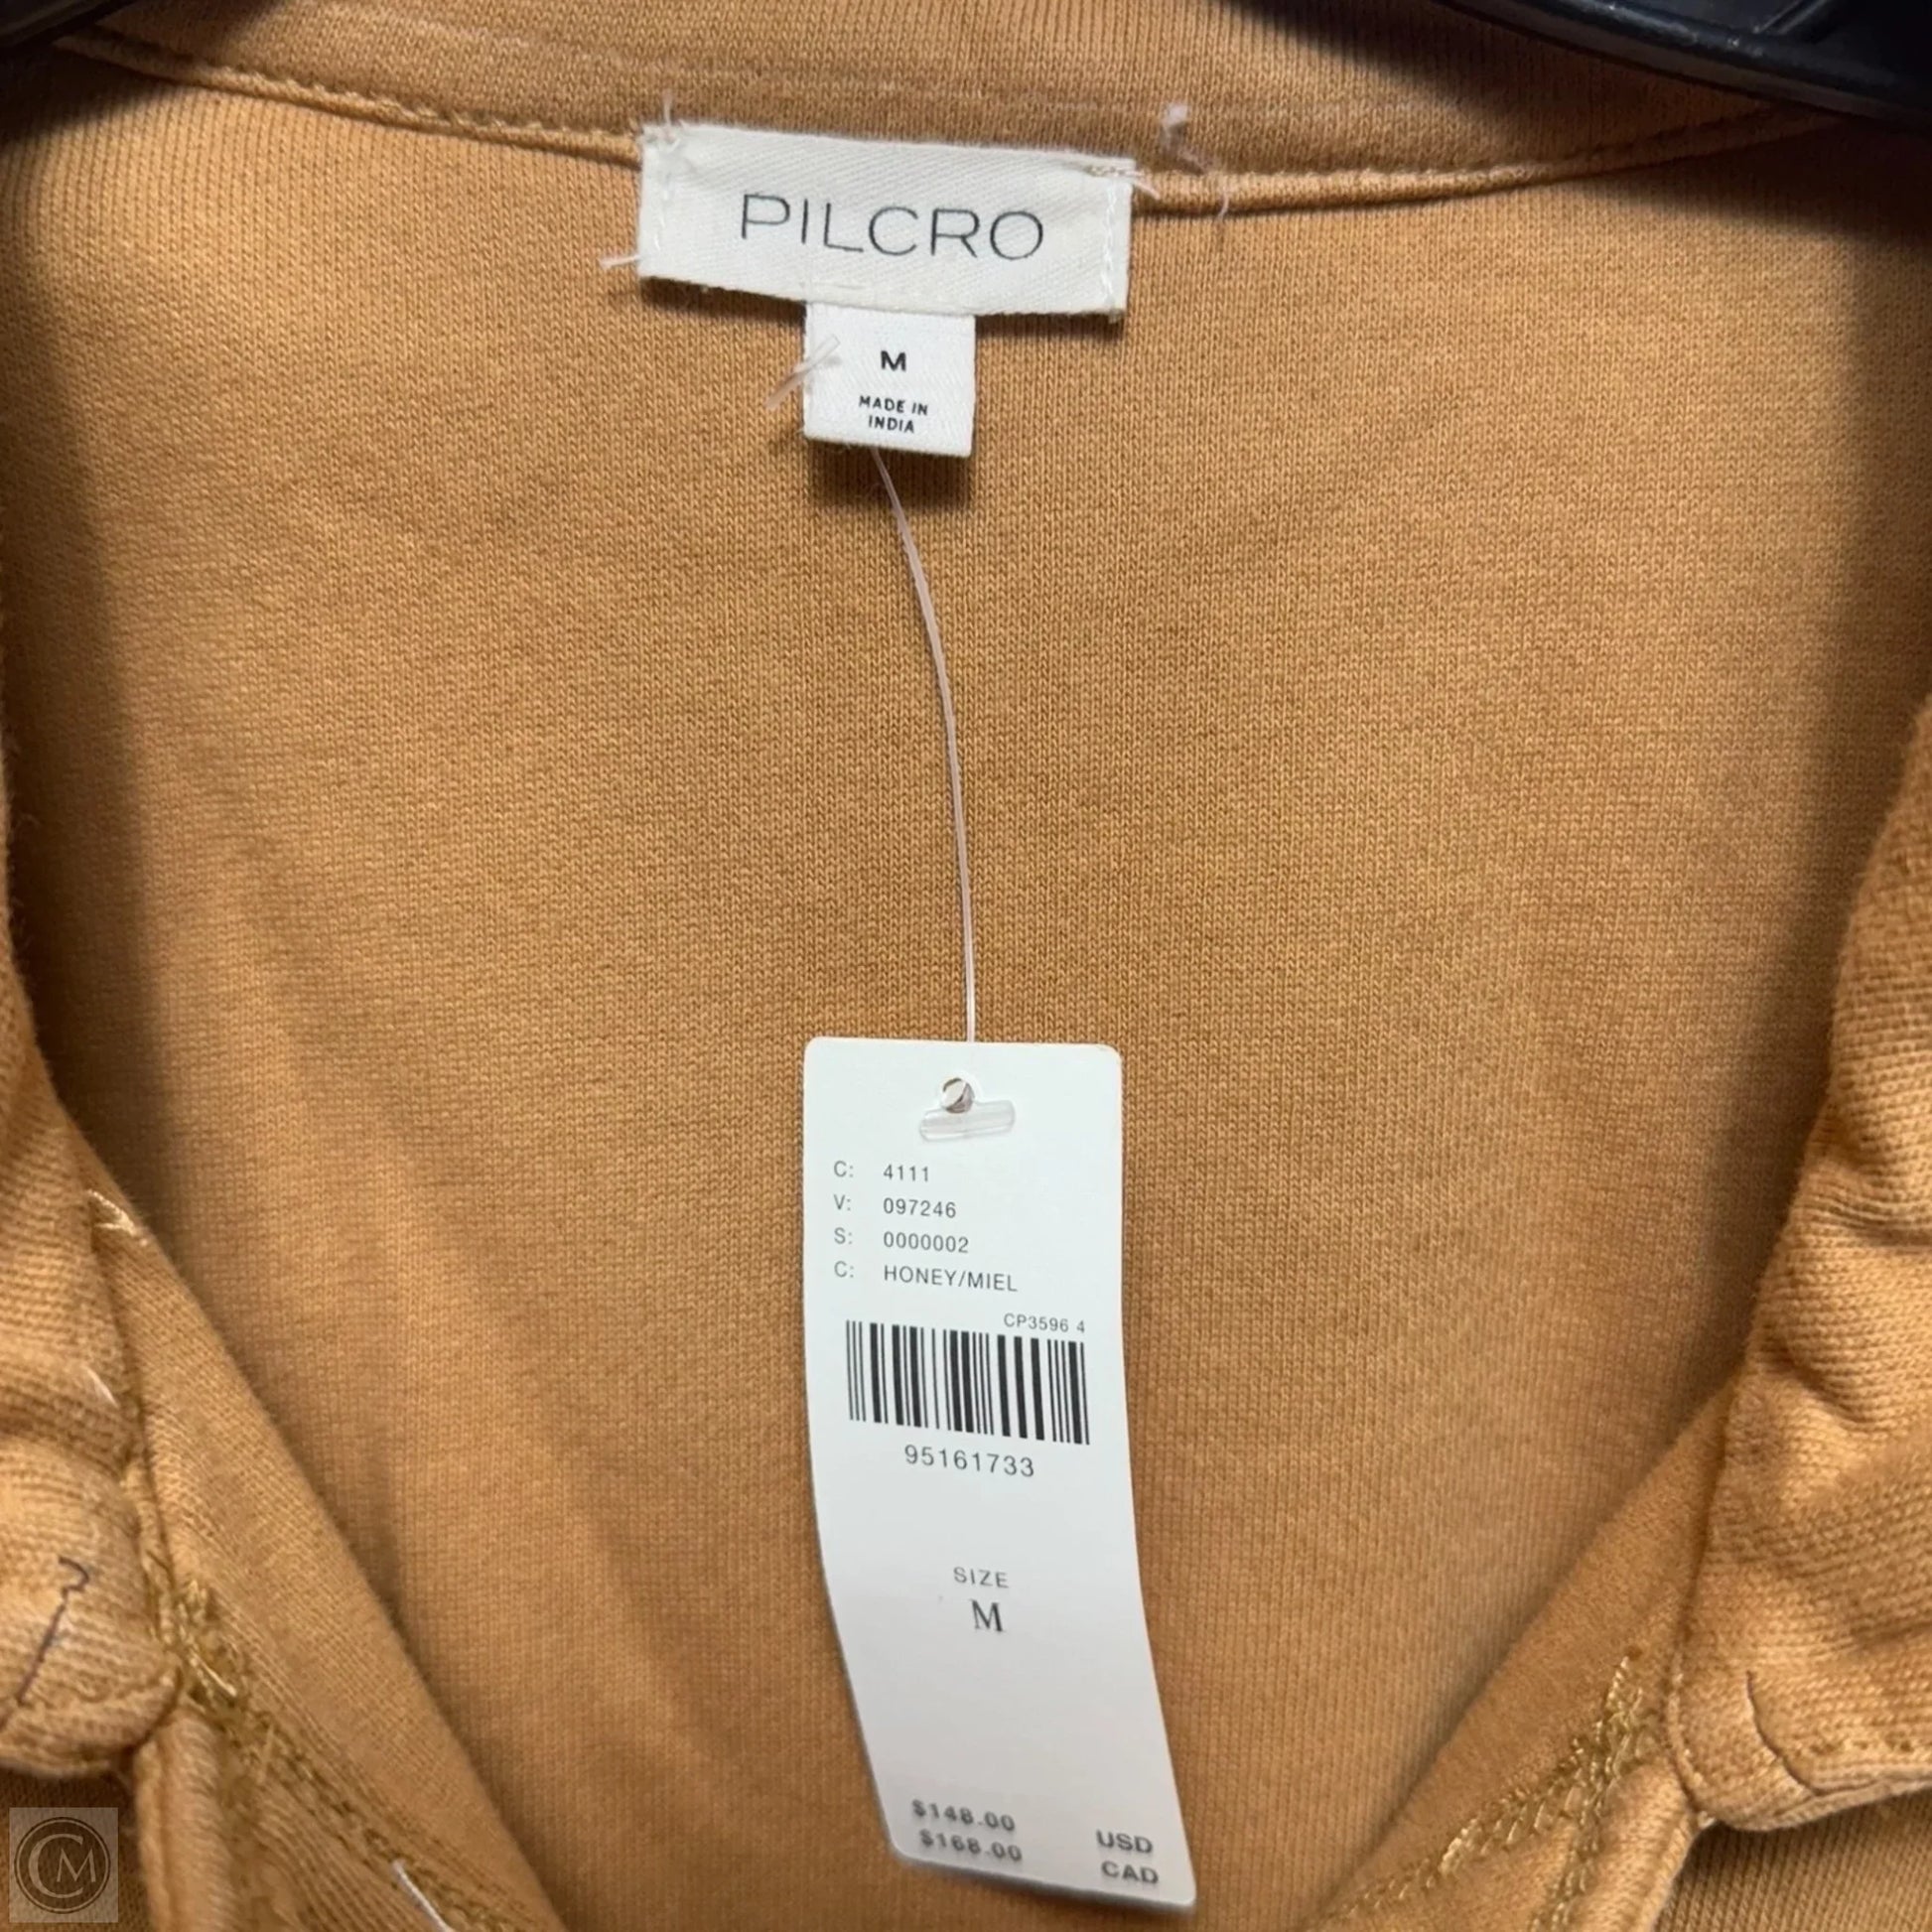 PILCRO
M
MADE IN
INDIA
C: 4111
V: 097246
S: 0000002
C: HONEY/MIEL
CP3596 4
95161733
SIZE
M
$148.00 USD
$168.00 CAD
CM